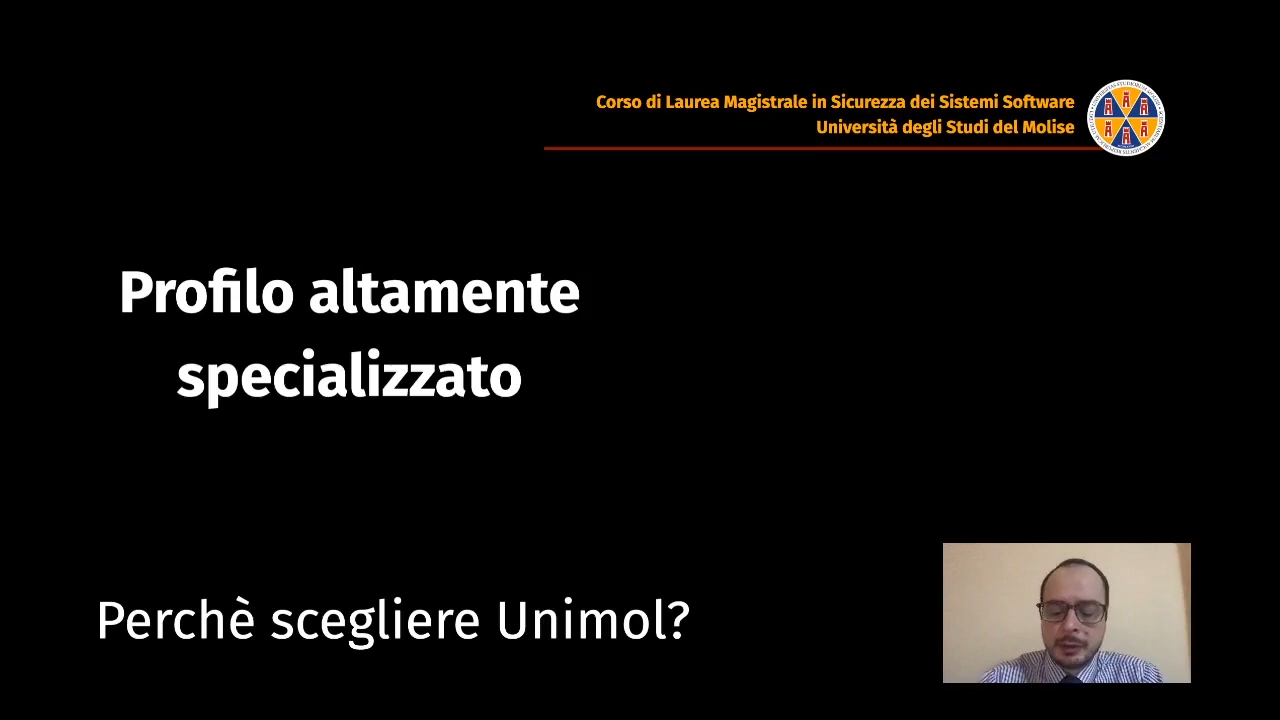 Corso di Laurea Magistrale in Sicurezza dei Sistemi Software
Università degli Studi del Molise
Profilo altamente
specializzato
Perchè scegliere Unimol?